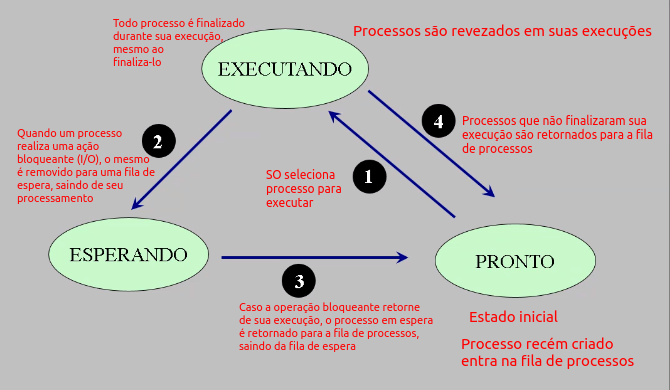 Todo processo é finalizado
durante sua execução,
mesmo ao
finaliza-lo
Processos são revezados em suas execuções
EXECUTANDO
2
Quando um processo
realiza uma ação
bloqueante (I/O), o mesmo
é removido para uma fila de
espera, saindo de seu
processamento
4
Processos que não finalizaram sua
execução são retornados para a fila
de processos
1
SO seleciona
processo para
executar
ESPERANDO
PRONTO
3
Caso a operação bloqueante retorne
de sua execução, o processo em espera
é retornado para a fila de processos,
saindo da fila de espera
Estado inicial
Processo recém criado
entra na fila de processos